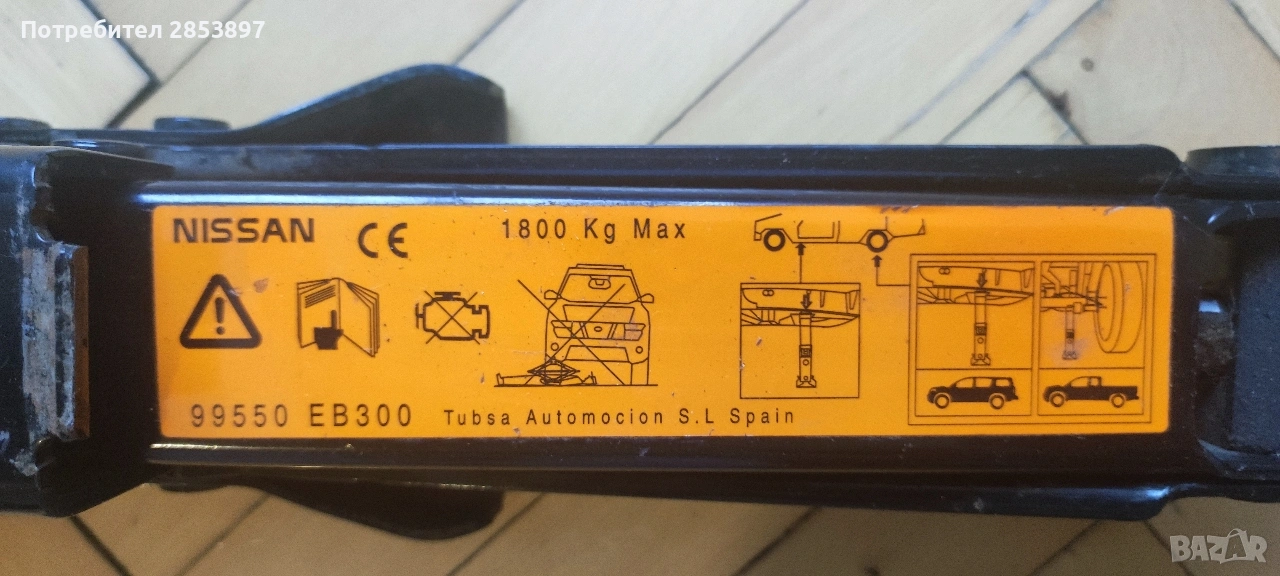 Потребител 2853897
NISSAN CE 1800 Kg Max
99550 EB300 Tubsa Automocion S.L Spain
BAZAR